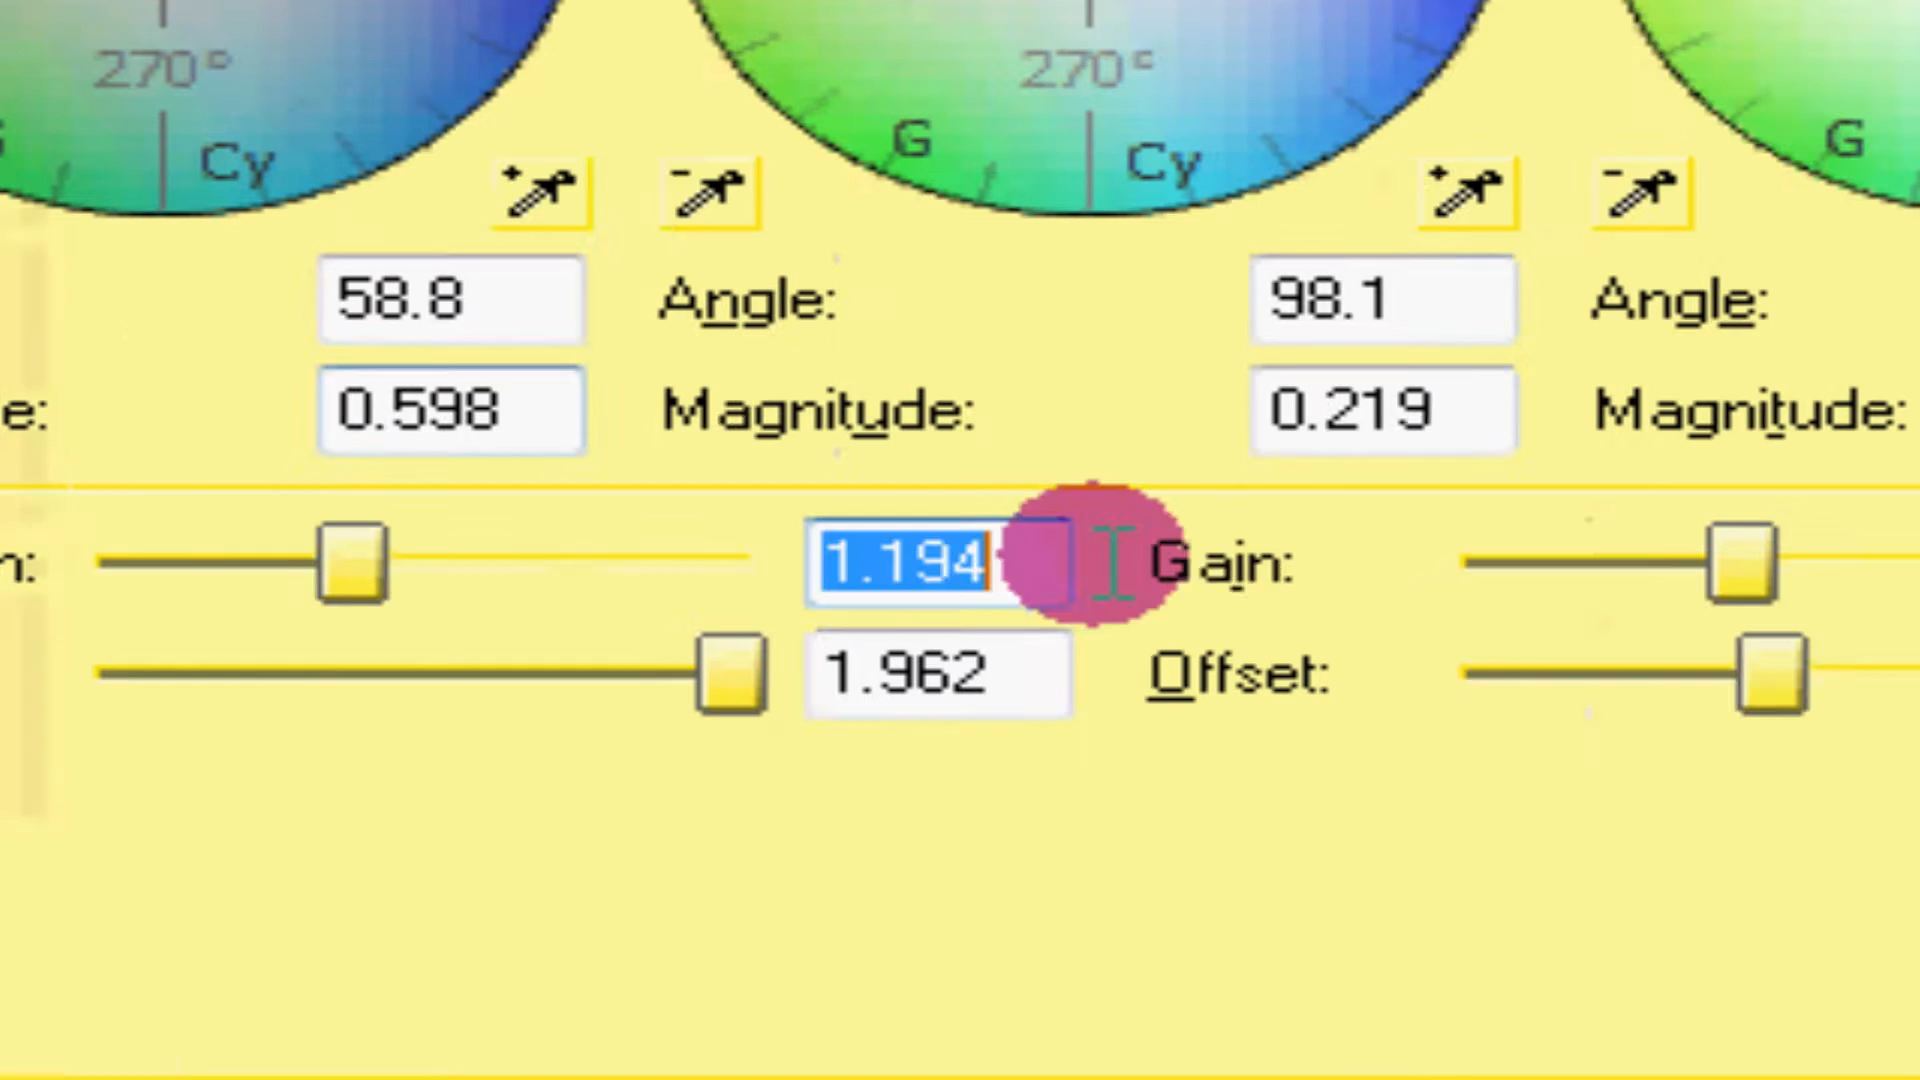 270° 270°
Cy G Cy G
58.8 Angle: 98.1 Angle:
e: 0.598 Magnitude: 0.219 Magnitude:
n: 1.194 Gain:
1.962 Offset: